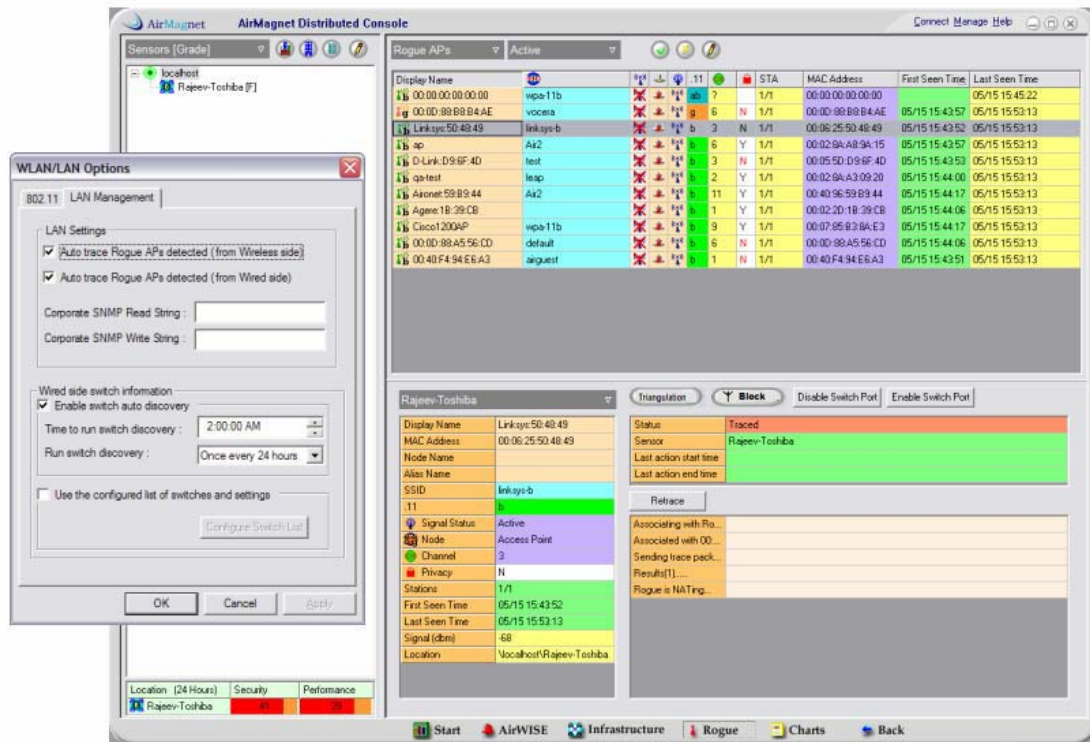 AirMagnet AirMagnet Distributed Console Connect Manage Help
Sensors [Grade]
localhost
Rajeev-Toshiba [F]
Rogue APs Active
Display Name .11 STA MAC Address First Seen Time Last Seen Time
00:00:00:00:00:00 wpa-11b ab ? 1/1 00:00:00:00:00:00 05/15 15:45:22
00:0D:88:B8:B4:AE vocera g 6 N 1/1 00:0D:88:B8:B4:AE 05/15 15:43:57 05/15 15:53:13
Linksys:50:48:49 linksys-b b 3 N 1/1 00:06:25:50:48:49 05/15 15:43:52 05/15 15:53:13
ap Air2 b 6 Y 1/1 00:02:8A:A8:9A:15 05/15 15:43:57 05/15 15:53:13
D-Link:D9:6F:4D test b 3 N 1/1 00:05:5D:D9:6F:4D 05/15 15:43:53 05/15 15:53:13
qa-test leap b 2 Y 1/1 00:02:8A:A3:09:20 05/15 15:44:00 05/15 15:53:13
Aironet:59:B9:44 Air2 b 11 Y 1/1 00:40:96:59:B9:44 05/15 15:44:17 05/15 15:53:13
Agere:1B:39:CB b 1 Y 1/1 00:02:2D:1B:39:CB 05/15 15:44:06 05/15 15:53:13
Cisco1200AP wpa-11b b 9 Y 1/1 00:07:85:B3:8A:E3 05/15 15:44:17 05/15 15:53:13
00:0D:88:A5:56:CD default b 6 N 1/1 00:0D:88:A5:56:CD 05/15 15:44:06 05/15 15:53:13
00:40:F4:94:E6:A3 airguest b 1 N 1/1 00:40:F4:94:E6:A3 05/15 15:43:51 05/15 15:53:13
WLAN/LAN Options
802.11 LAN Management
LAN Settings
Auto trace Rogue APs detected (from Wireless side)
Auto trace Rogue APs detected (from Wired side)
Corporate SNMP Read String :
Corporate SNMP Write String :
Wired side switch information
Enable switch auto discovery
Time to run switch discovery : 2:00:00 AM
Run switch discovery : Once every 24 hours
Use the configured list of switches and settings
Configure Switch List
OK Cancel Apply
Rajeev-Toshiba
Display Name Linksys:50:48:49
MAC Address 00:06:25:50:48:49
Node Name
Alias Name
SSID linksys-b
.11 b
Signal Status Active
Node Access Point
Channel 3
Privacy N
Stations 1/1
First Seen Time 05/15 15:43:52
Last Seen Time 05/15 15:53:13
Signal (dbm) -68
Location \localhost\Rajeev-Toshiba
Triangulation Block Disable Switch Port Enable Switch Port
Status Traced
Sensor Rajeev-Toshiba
Last action start time
Last action end time
Retrace
Associating with Ro...
Associated with 00:...
Sending trace pack...
Results[1].....
Rogue is NATing...
Location (24 Hours) Security Performance
Rajeev-Toshiba 41 29
Start AirWISE Infrastructure Rogue Charts Back